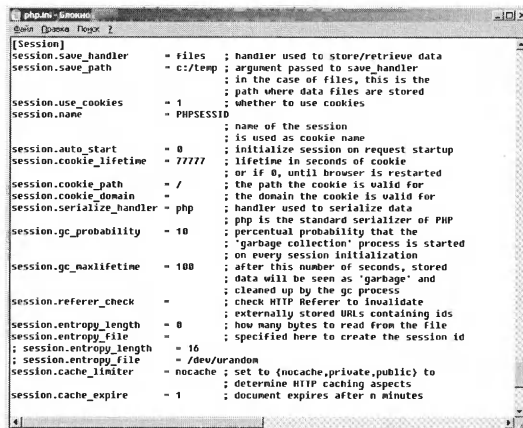 php.ini - Блокнот
Файл Правка Поиск ?
[Session]
session.save_handler = files ; handler used to store/retrieve data
session.save_path = c:/temp ; argument passed to save_handler
; in the case of files, this is the
; path where data files are stored
session.use_cookies = 1 ; whether to use cookies
session.name = PHPSESSID
; name of the session
; is used as cookie name
session.auto_start = 0 ; initialize session on request startup
session.cookie_lifetime = 77777 ; lifetime in seconds of cookie
; or if 0, until browser is restarted
session.cookie_path = / ; the path the cookie is valid for
session.cookie_domain = ; the domain the cookie is valid for
session.serialize_handler = php ; handler used to serialize data
; php is the standard serializer of PHP
session.gc_probability = 10 ; percentual probability that the
; 'garbage collection' process is started
; on every session initialization
session.gc_maxlifetime = 100 ; after this number of seconds, stored
; data will be seen as 'garbage' and
; cleaned up by the gc process
session.referer_check = ; check HTTP Referer to invalidate
; externally stored URLs containing ids
session.entropy_length = 0 ; how many bytes to read from the file
session.entropy_file = ; specified here to create the session id
; session.entropy_length = 16
; session.entropy_file = /dev/urandom
session.cache_limiter = nocache ; set to {nocache,private,public} to
; determine HTTP caching aspects
session.cache_expire = 1 ; document expires after n minutes